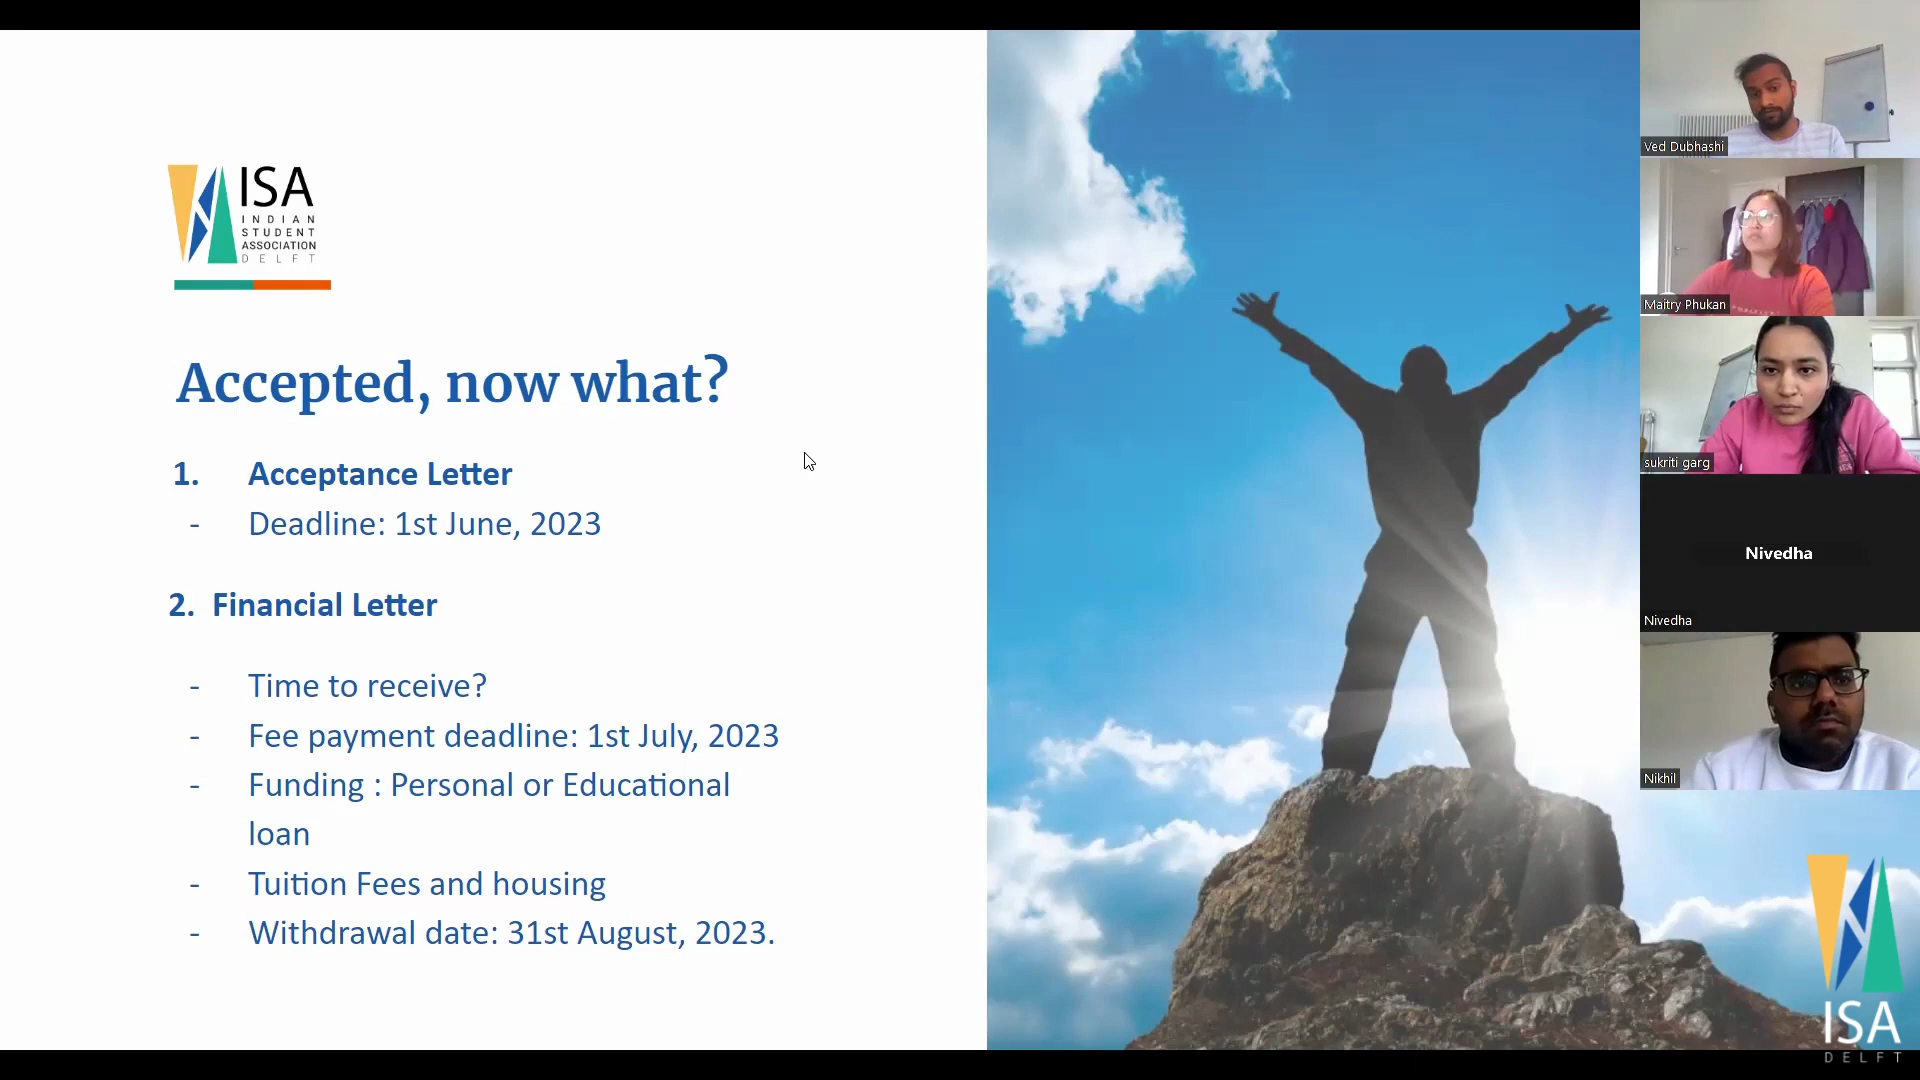 ISA
INDIAN
STUDENT
ASSOCIATION
DELFT
Accepted, now what?
1. Acceptance Letter
- Deadline: 1st June, 2023
2. Financial Letter
- Time to receive?
- Fee payment deadline: 1st July, 2023
- Funding : Personal or Educational
loan
- Tuition Fees and housing
- Withdrawal date: 31st August, 2023.
Ved Dubhashi
Maitry Phukan
sukriti garg
Nivedha
Nivedha
Nikhil
ISA
DELFT